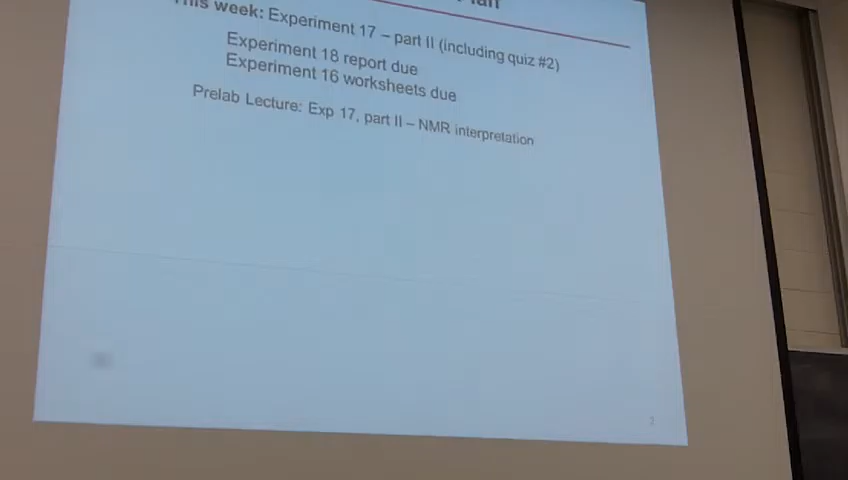 This week: Experiment 17 – part II (including quiz #2)
Experiment 18 report due
Experiment 16 worksheets due
Prelab Lecture: Exp 17, part II – NMR interpretation
2